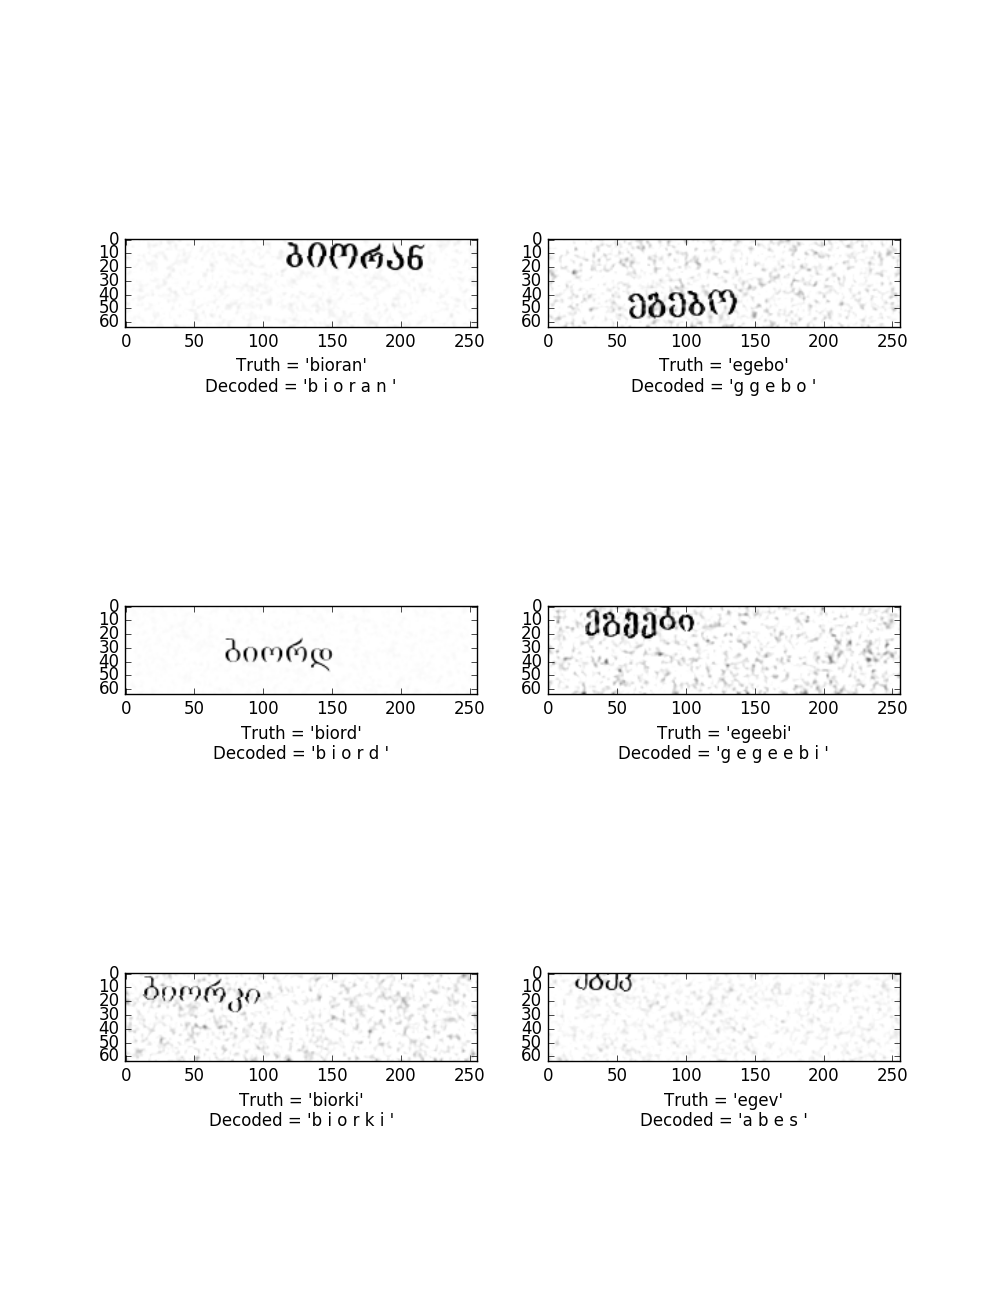 0
10
20
30
40
50
60
ბიორან
0 50 100 150 200 250
Truth = 'bioran'
Decoded = 'b i o r a n '
0
10
20
30
40
50
60
ეგებო
0 50 100 150 200 250
Truth = 'egebo'
Decoded = 'g g e b o '
0
10
20
30
40
50
60
ბიორდ
0 50 100 150 200 250
Truth = 'biord'
Decoded = 'b i o r d '
0
10
20
30
40
50
60
ეგეები
0 50 100 150 200 250
Truth = 'egeebi'
Decoded = 'g e g e e b i '
0
10
20
30
40
50
60
ბიორკი
0 50 100 150 200 250
Truth = 'biorki'
Decoded = 'b i o r k i '
0
10
20
30
40
50
60
0 50 100 150 200 250
Truth = 'egev'
Decoded = 'a b e s '